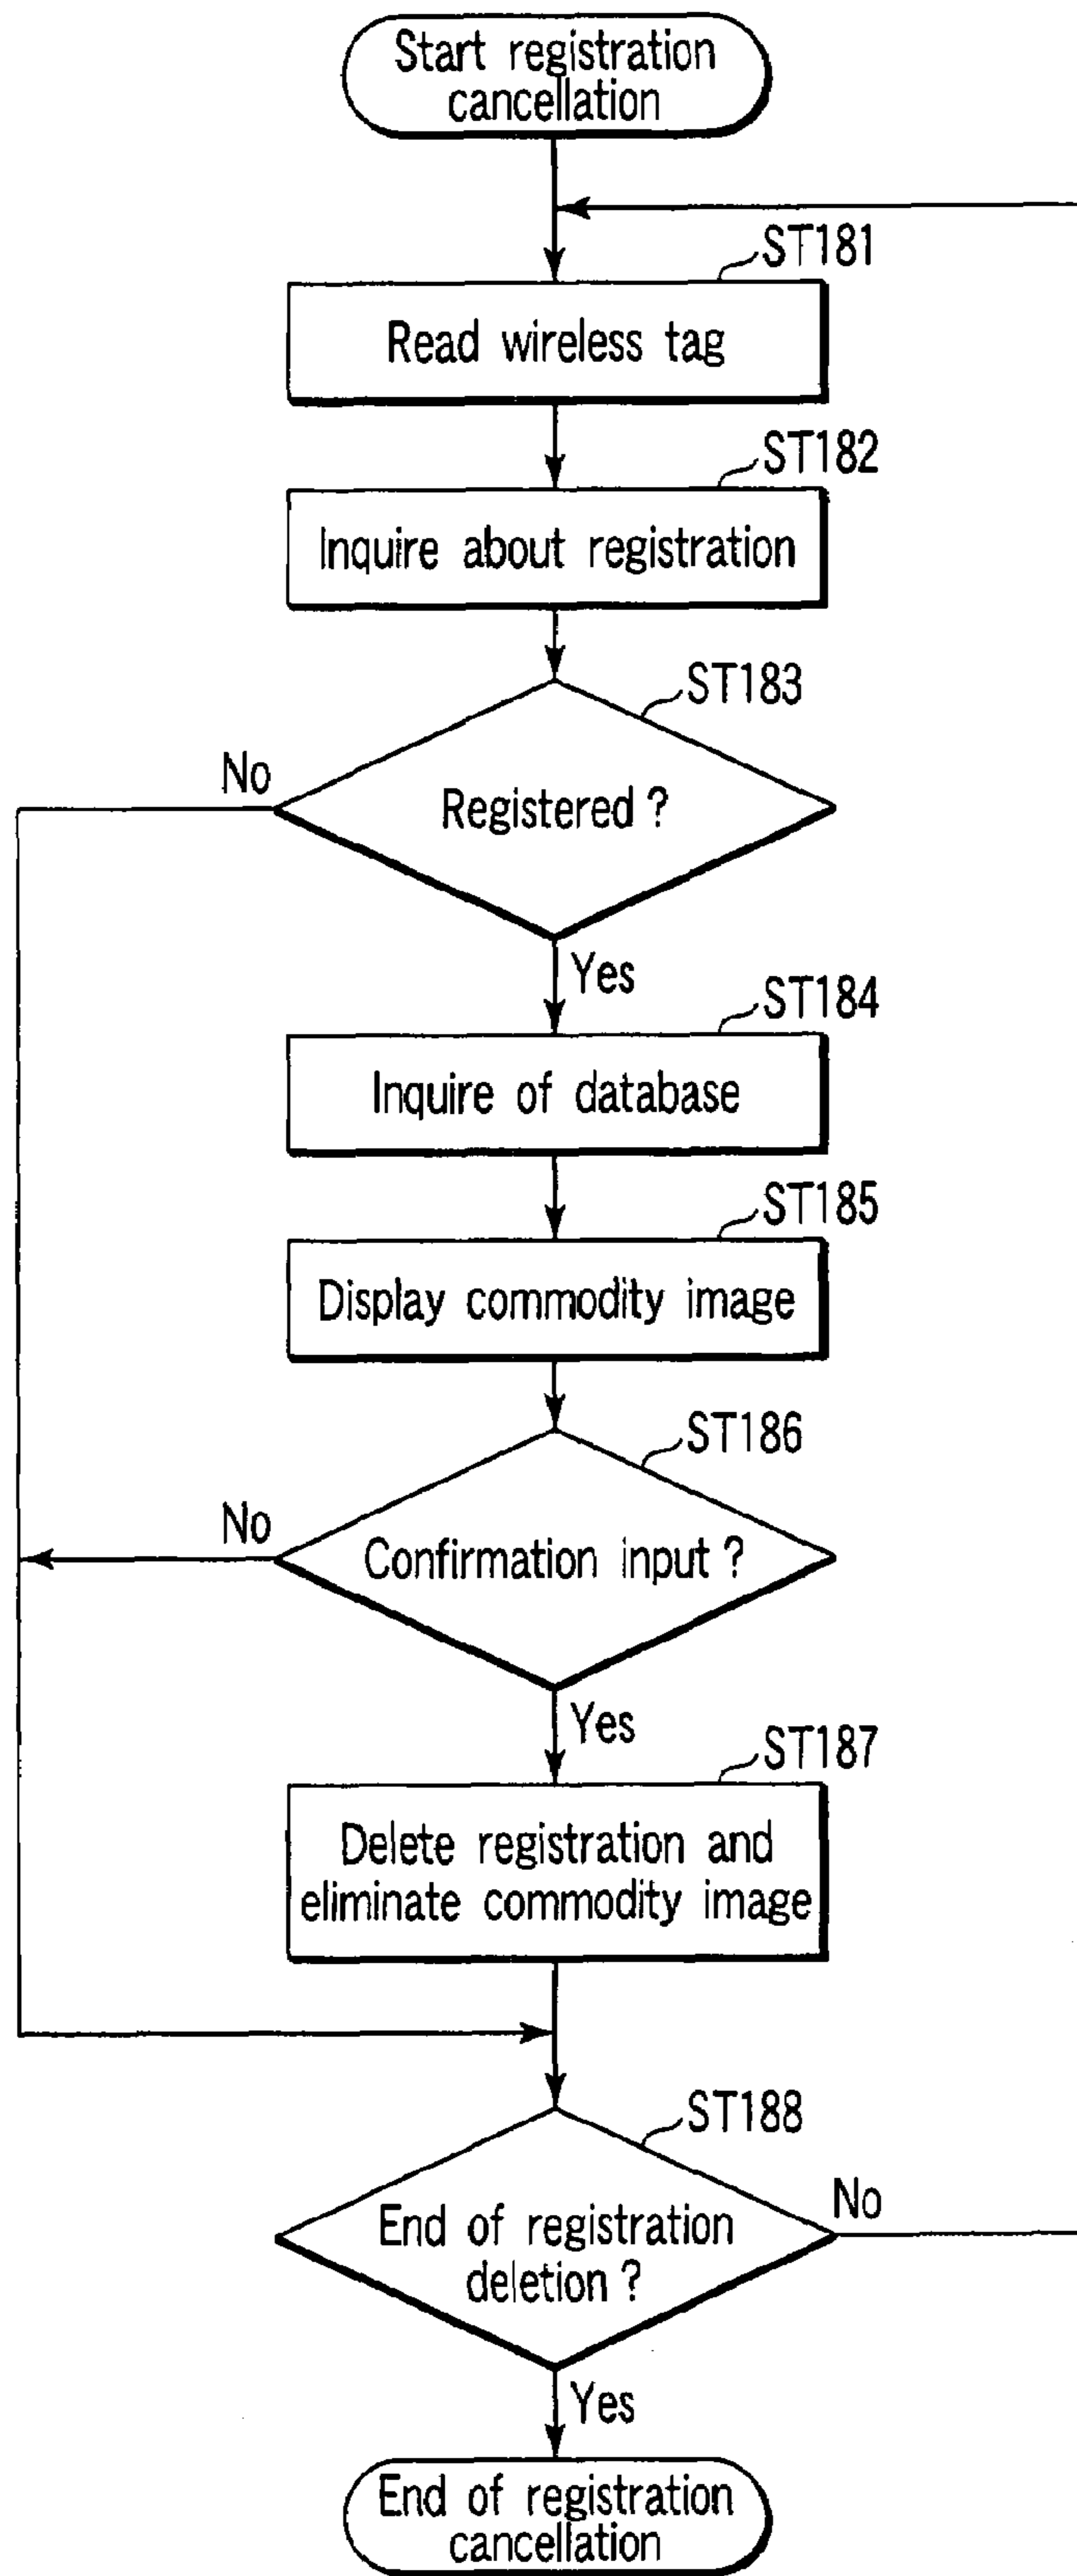 Start registration
cancellation
ST181
Read wireless tag
ST182
Inquire about registration
ST183
No
Registered ?
Yes
ST184
Inquire of database
ST185
Display commodity image
ST186
No
Confirmation input ?
Yes
ST187
Delete registration and
eliminate commodity image
ST188
End of registration
deletion ?
No
Yes
End of registration
cancellation